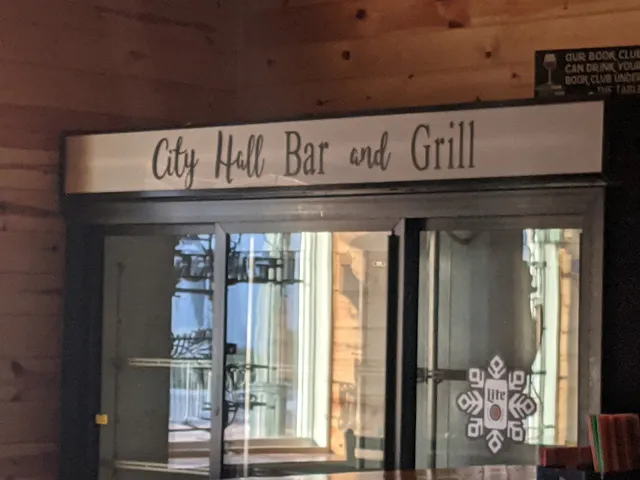 City Hall Bar and Grill
OUR BOOK CLUB
CAN DRINK YOUR
BOOK CLUB UNDER
THE TABLE
Lite